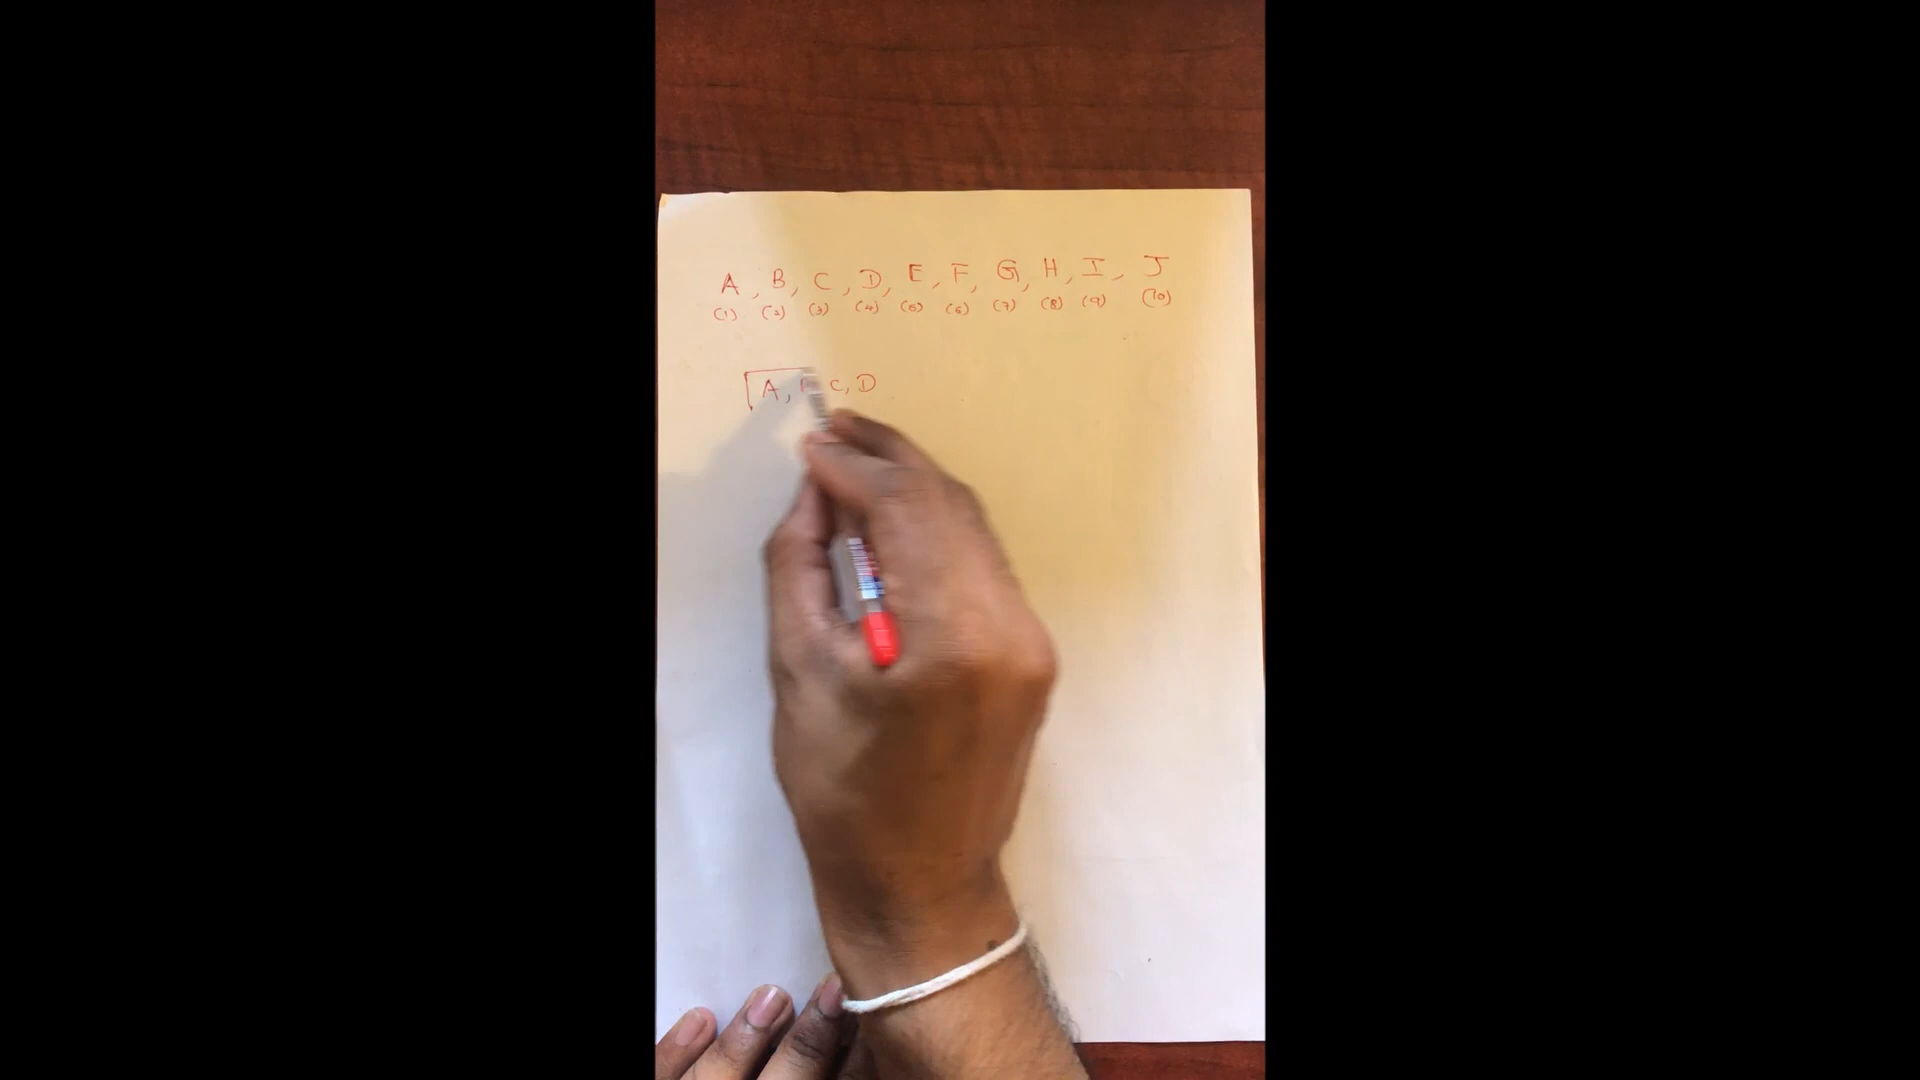 A, B, C, D, E, F, G, H, I, J
(1) (2) (3) (4) (5) (6) (7) (8) (9) (10)
A, C, D